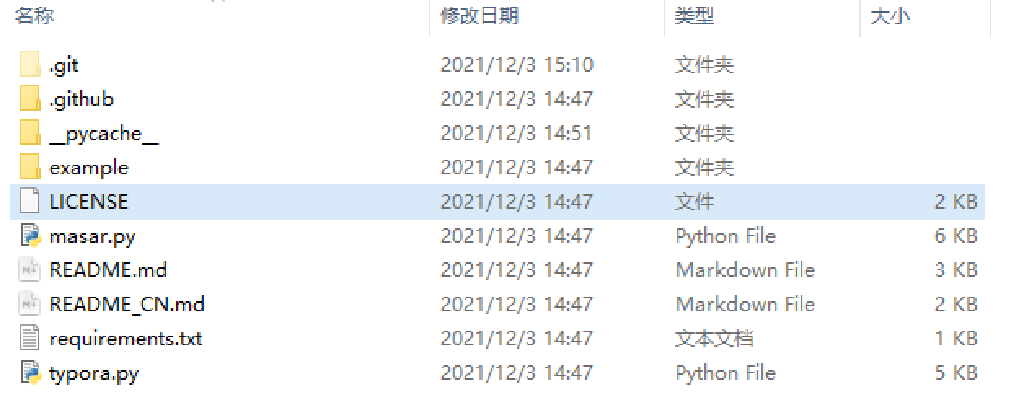 名称 修改日期 类型 大小
.git 2021/12/3 15:10 文件夹
.github 2021/12/3 14:47 文件夹
__pycache__ 2021/12/3 14:51 文件夹
example 2021/12/3 14:47 文件夹
LICENSE 2021/12/3 14:47 文件 2 KB
masar.py 2021/12/3 14:47 Python File 6 KB
README.md 2021/12/3 14:47 Markdown File 3 KB
README_CN.md 2021/12/3 14:47 Markdown File 2 KB
requirements.txt 2021/12/3 14:47 文本文档 1 KB
typora.py 2021/12/3 14:47 Python File 5 KB